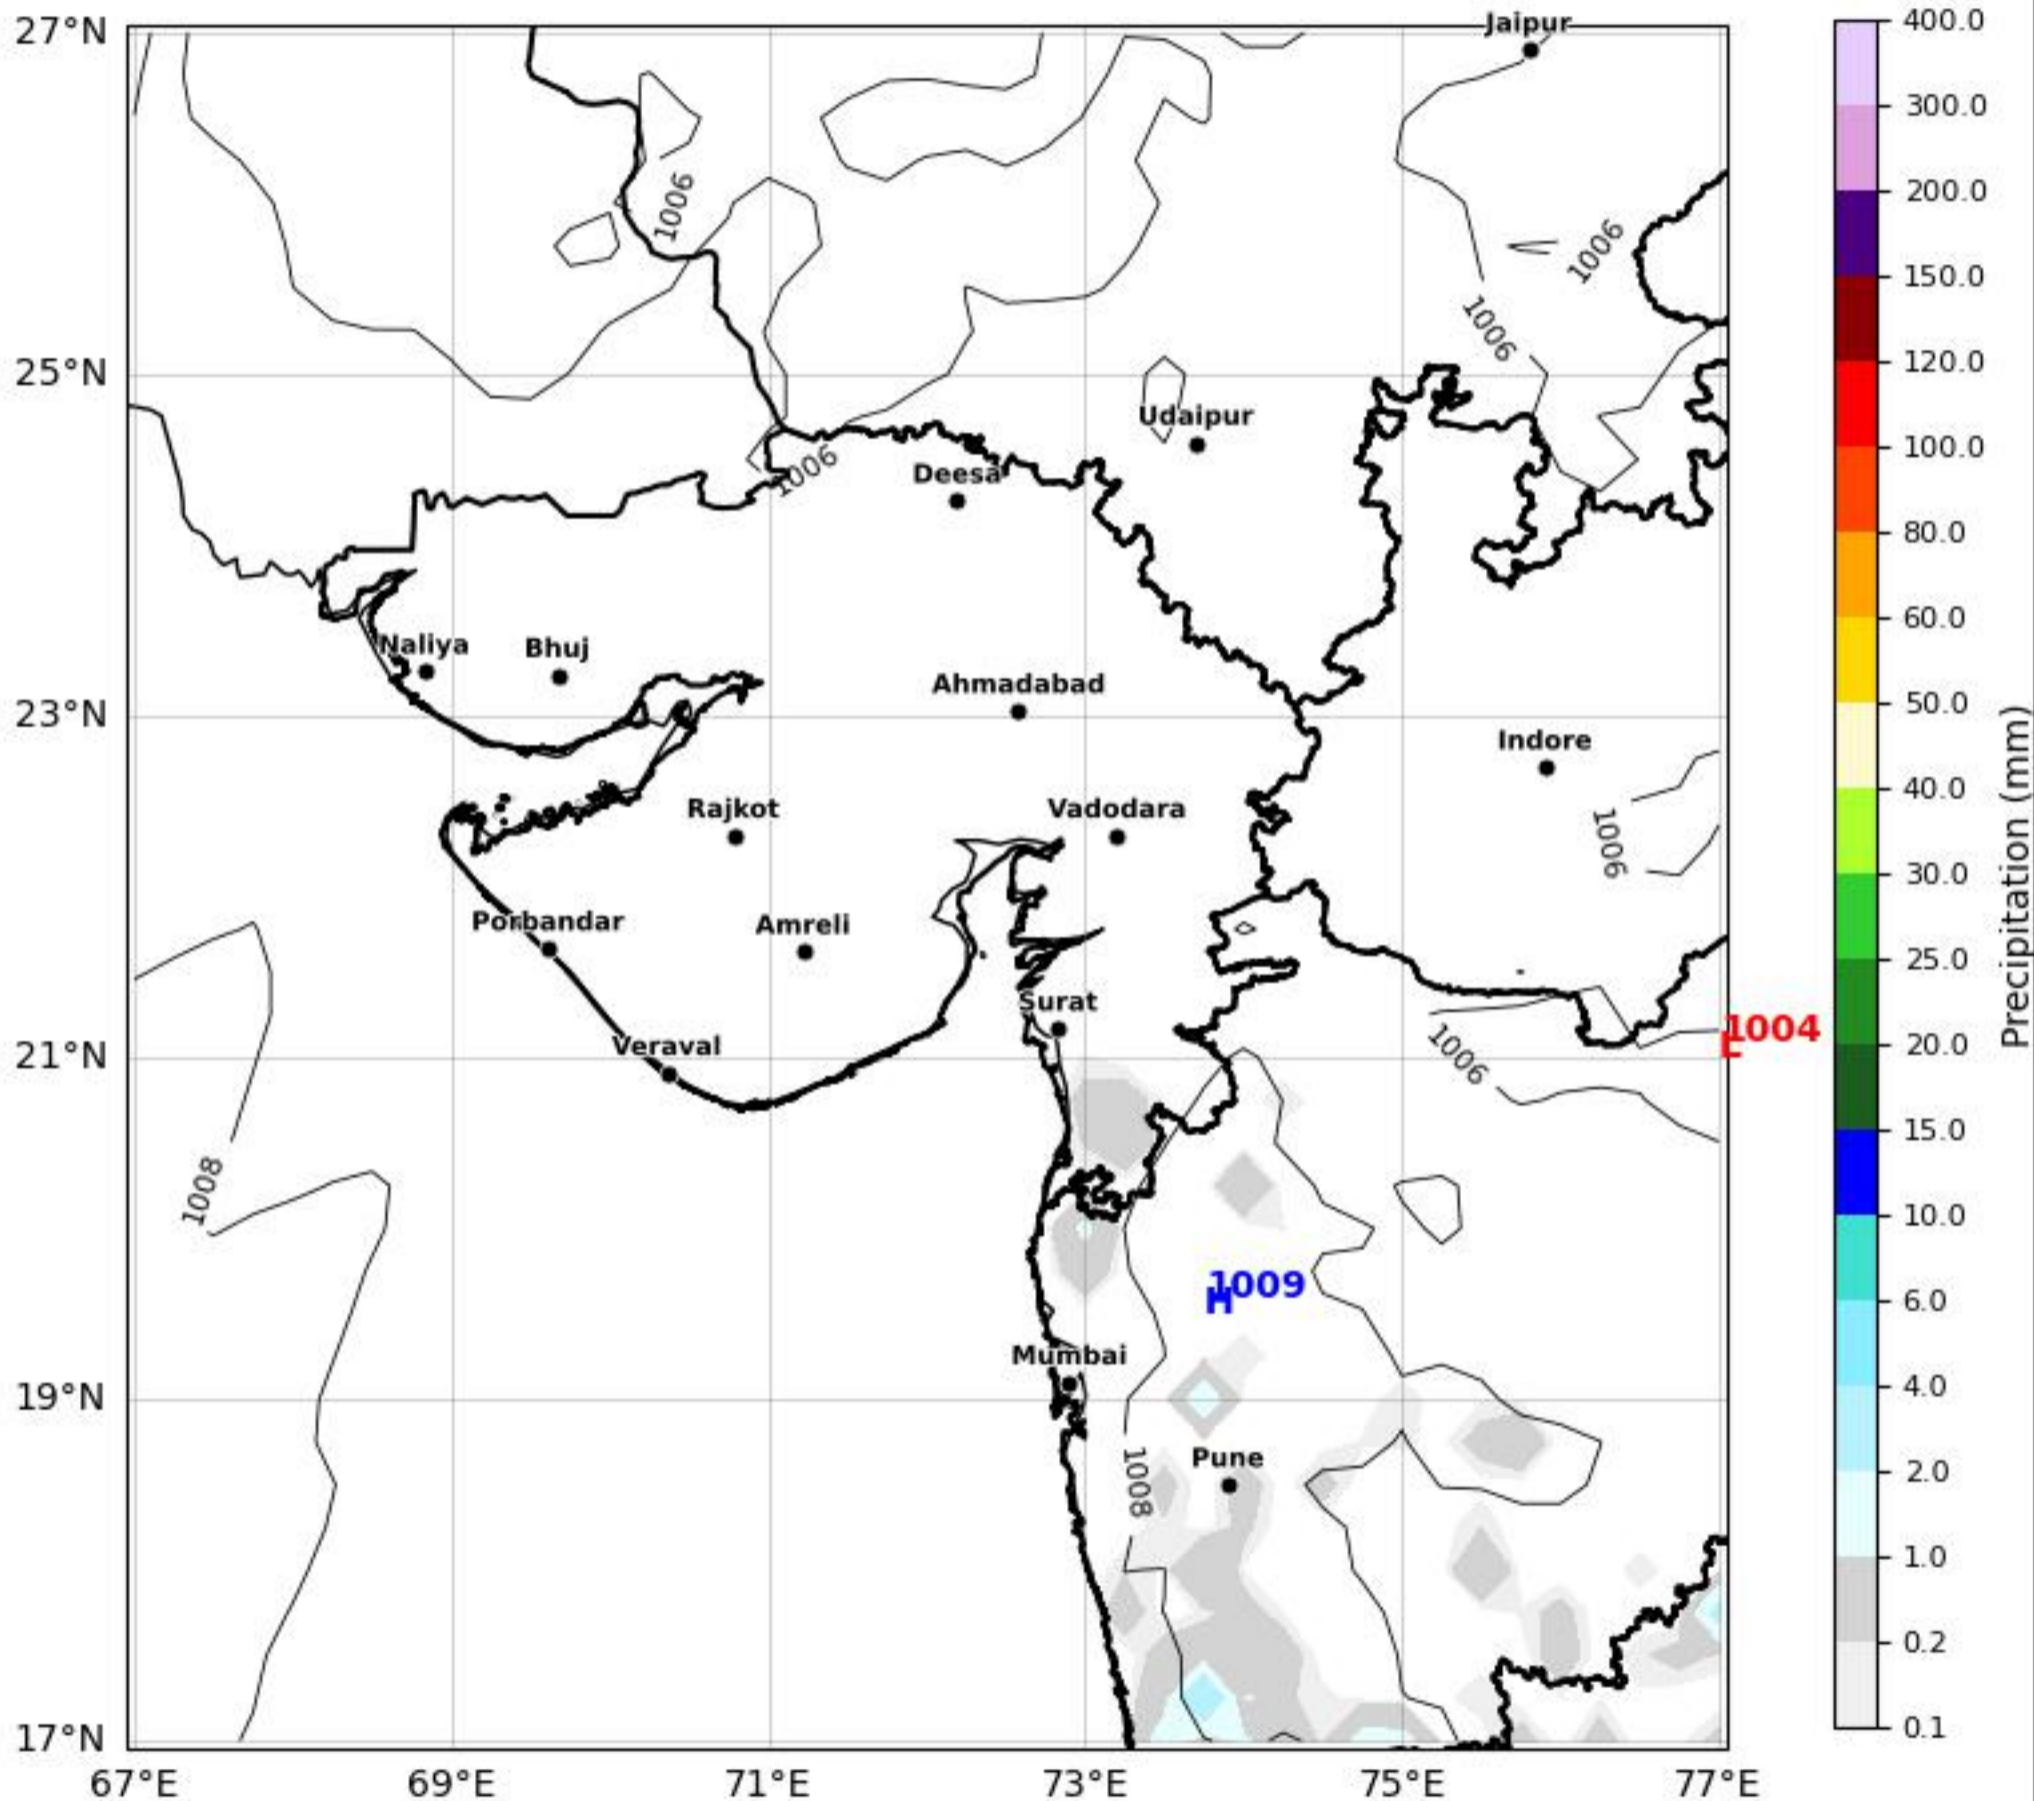 Jaipur
27°N
1006
1006
1006
25°N
Udaipur
1006
Deesa
Naliya
Bhuj
Ahmadabad
23°N
Indore
Rajkot
Vadodara
1006
Porbandar
Amreli
Surat
1004
L
Veraval
21°N
1006
1008
1009
H
Mumbai
19°N
Pune
1008
17°N
67°E
69°E
71°E
73°E
75°E
77°E
400.0
300.0
200.0
150.0
120.0
100.0
80.0
60.0
50.0
40.0
30.0
25.0
20.0
15.0
10.0
6.0
4.0
2.0
1.0
0.2
0.1
Precipitation (mm)